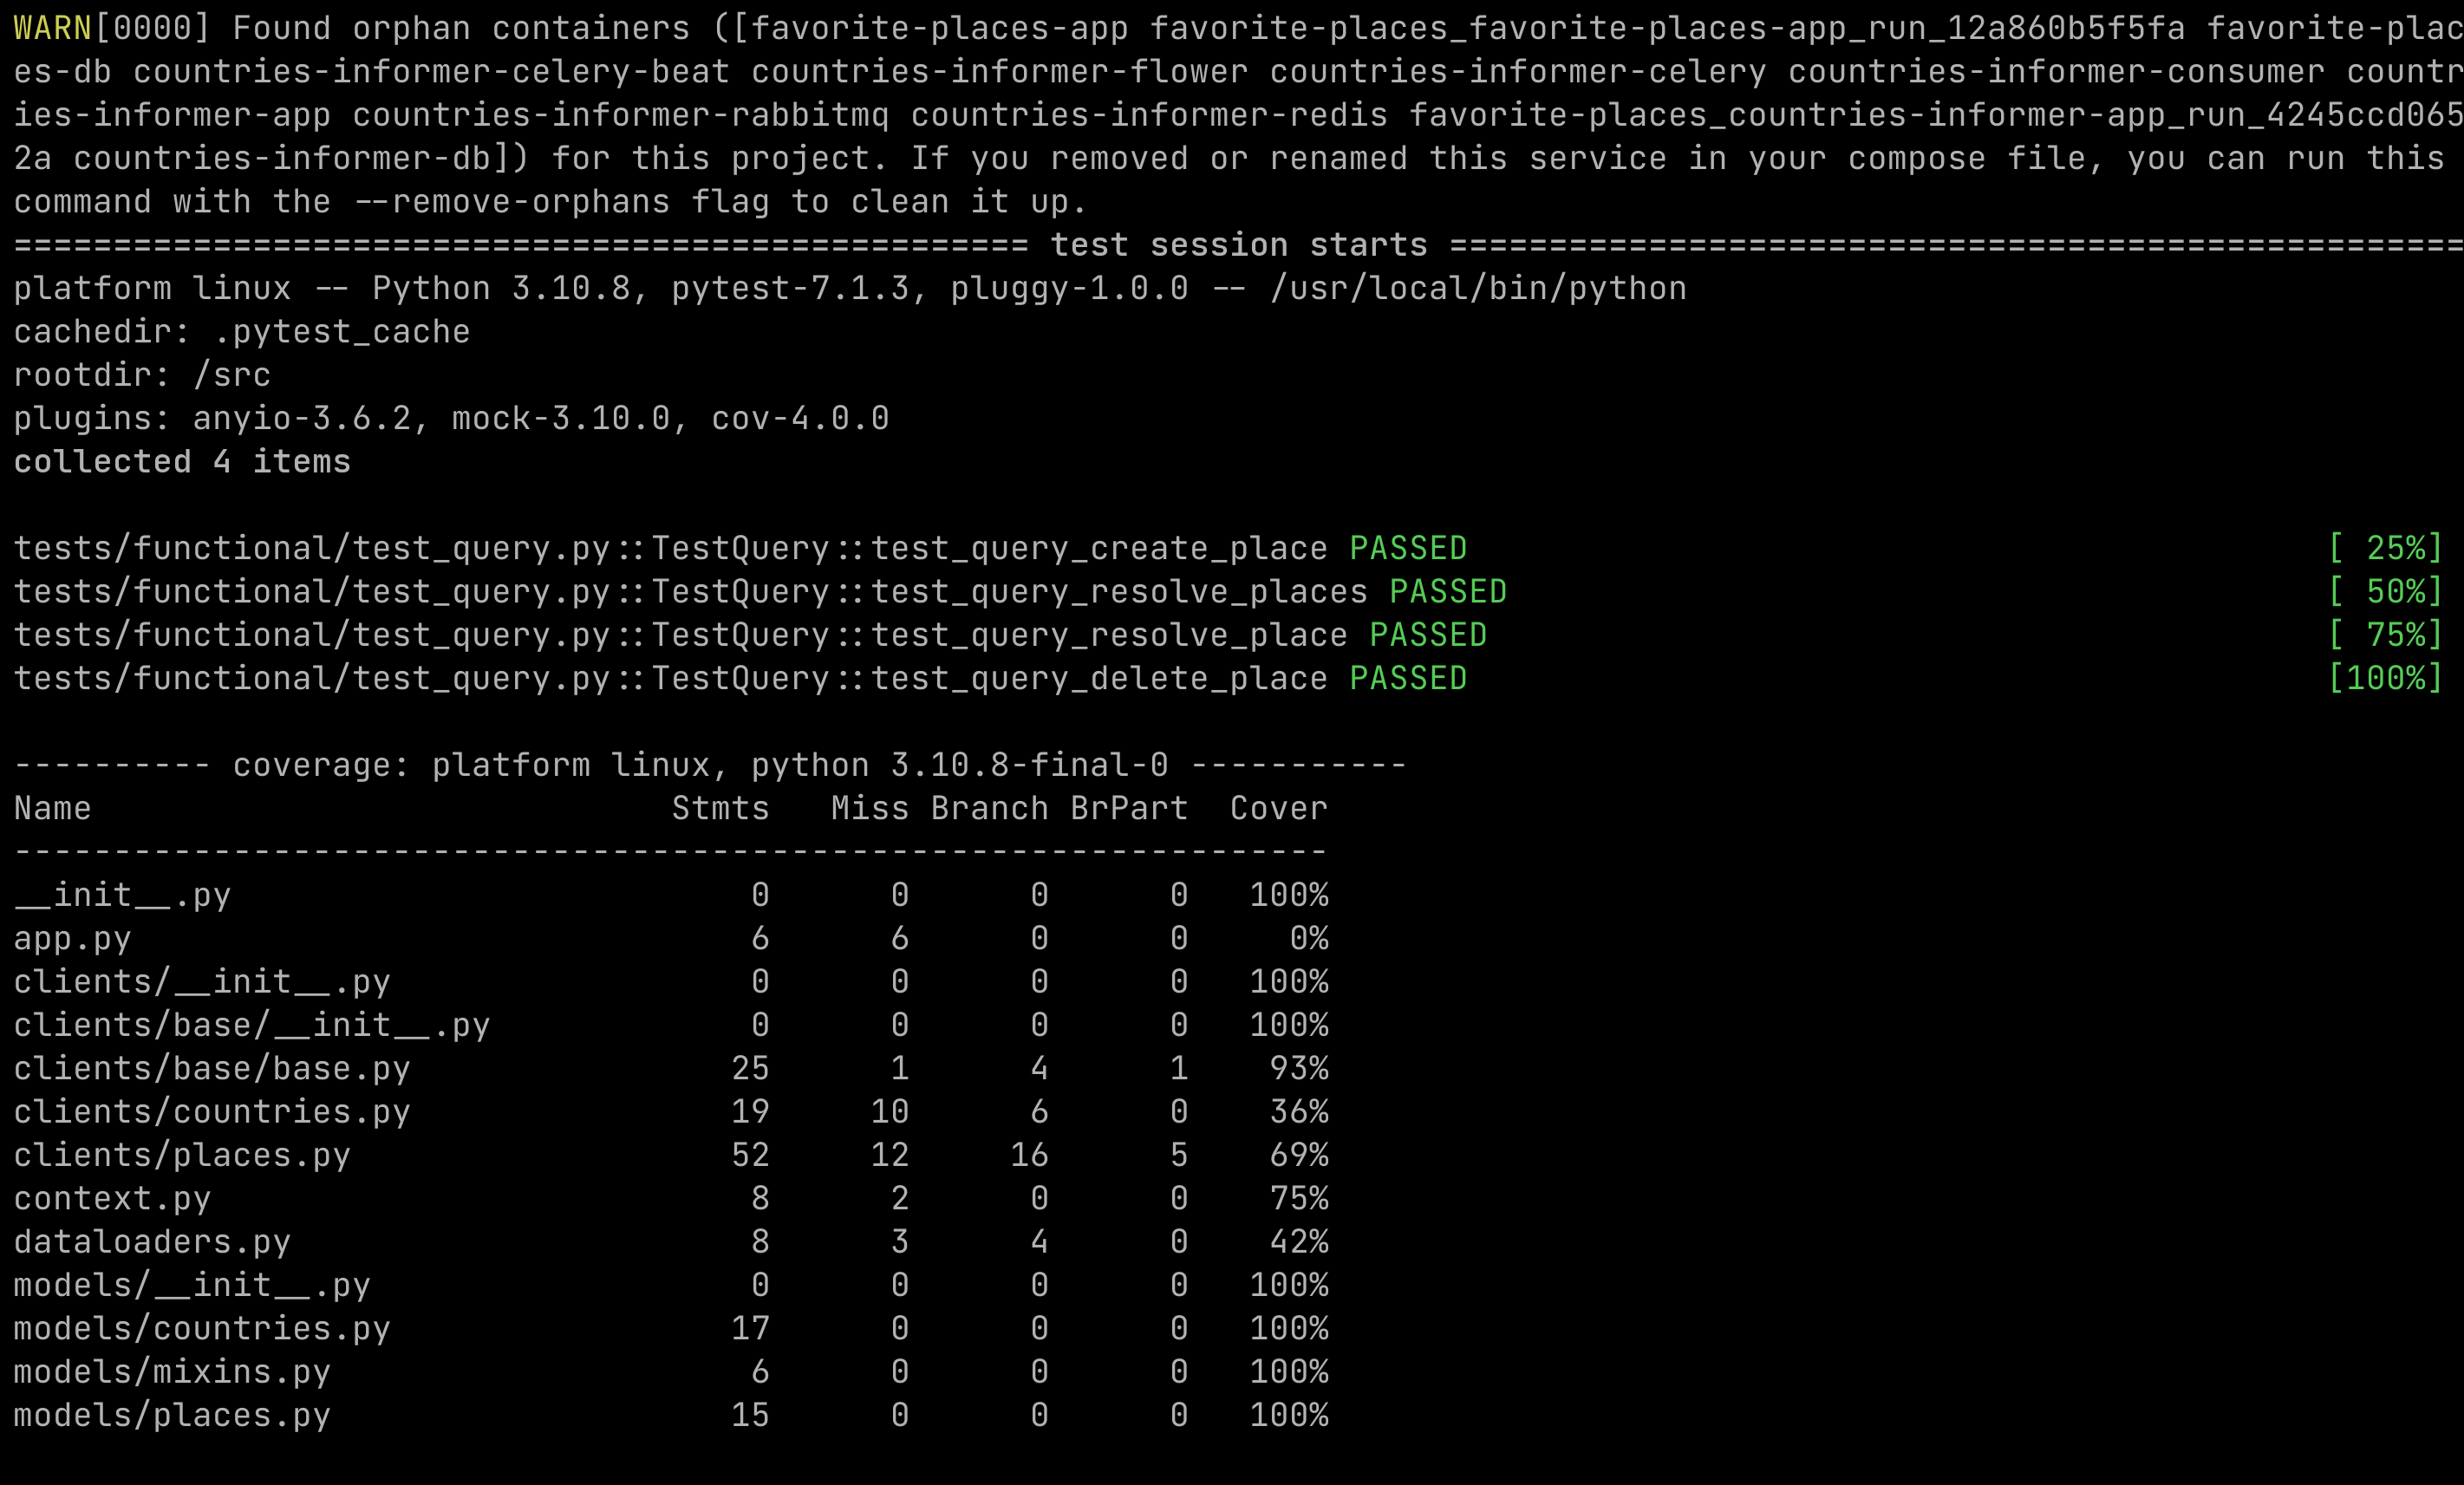 WARN[0000] Found orphan containers ([favorite-places-app favorite-places_favorite-places-app_run_12a860b5f5fa favorite-plac
es-db countries-informer-celery-beat countries-informer-flower countries-informer-celery countries-informer-consumer countr
ies-informer-app countries-informer-rabbitmq countries-informer-redis favorite-places_countries-informer-app_run_4245ccd065
2a countries-informer-db]) for this project. If you removed or renamed this service in your compose file, you can run this
command with the --remove-orphans flag to clean it up.
=================================================== test session starts ===================================================
platform linux -- Python 3.10.8, pytest-7.1.3, pluggy-1.0.0 -- /usr/local/bin/python
cachedir: .pytest_cache
rootdir: /src
plugins: anyio-3.6.2, mock-3.10.0, cov-4.0.0
collected 4 items
tests/functional/test_query.py::TestQuery::test_query_create_place PASSED [ 25%]
tests/functional/test_query.py::TestQuery::test_query_resolve_places PASSED [ 50%]
tests/functional/test_query.py::TestQuery::test_query_resolve_place PASSED [ 75%]
tests/functional/test_query.py::TestQuery::test_query_delete_place PASSED [100%]
---------- coverage: platform linux, python 3.10.8-final-0 -----------
Name Stmts Miss Branch BrPart Cover
------------------------------------------------------------------
__init__.py 0 0 0 0 100%
app.py 6 6 0 0 0%
clients/__init__.py 0 0 0 0 100%
clients/base/__init__.py 0 0 0 0 100%
clients/base/base.py 25 1 4 1 93%
clients/countries.py 19 10 6 0 36%
clients/places.py 52 12 16 5 69%
context.py 8 2 0 0 75%
dataloaders.py 8 3 4 0 42%
models/__init__.py 0 0 0 0 100%
models/countries.py 17 0 0 0 100%
models/mixins.py 6 0 0 0 100%
models/places.py 15 0 0 0 100%